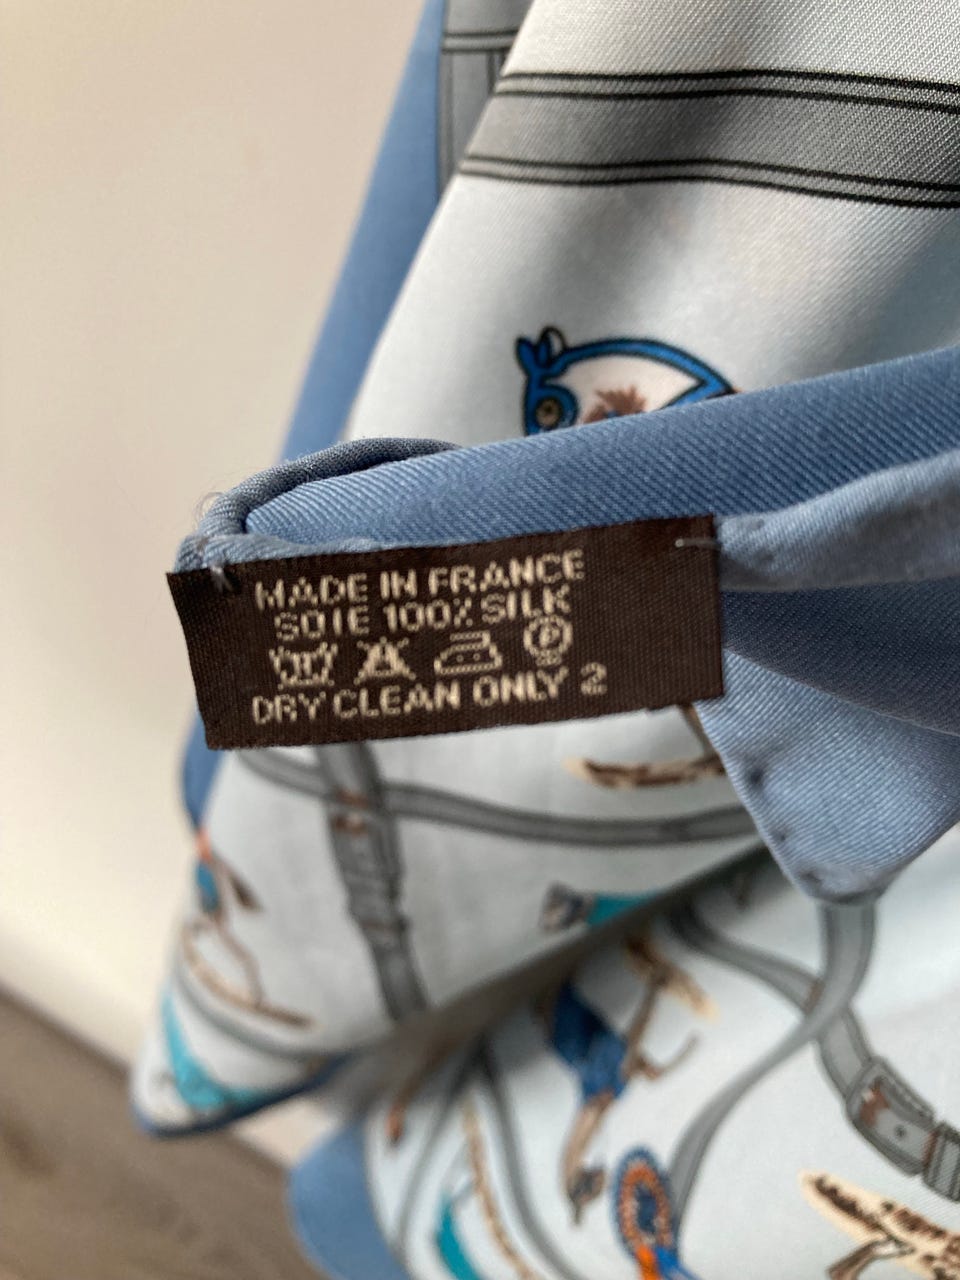 MADE IN FRANCE
SOIE 100% SILK
P
DRY CLEAN ONLY 2